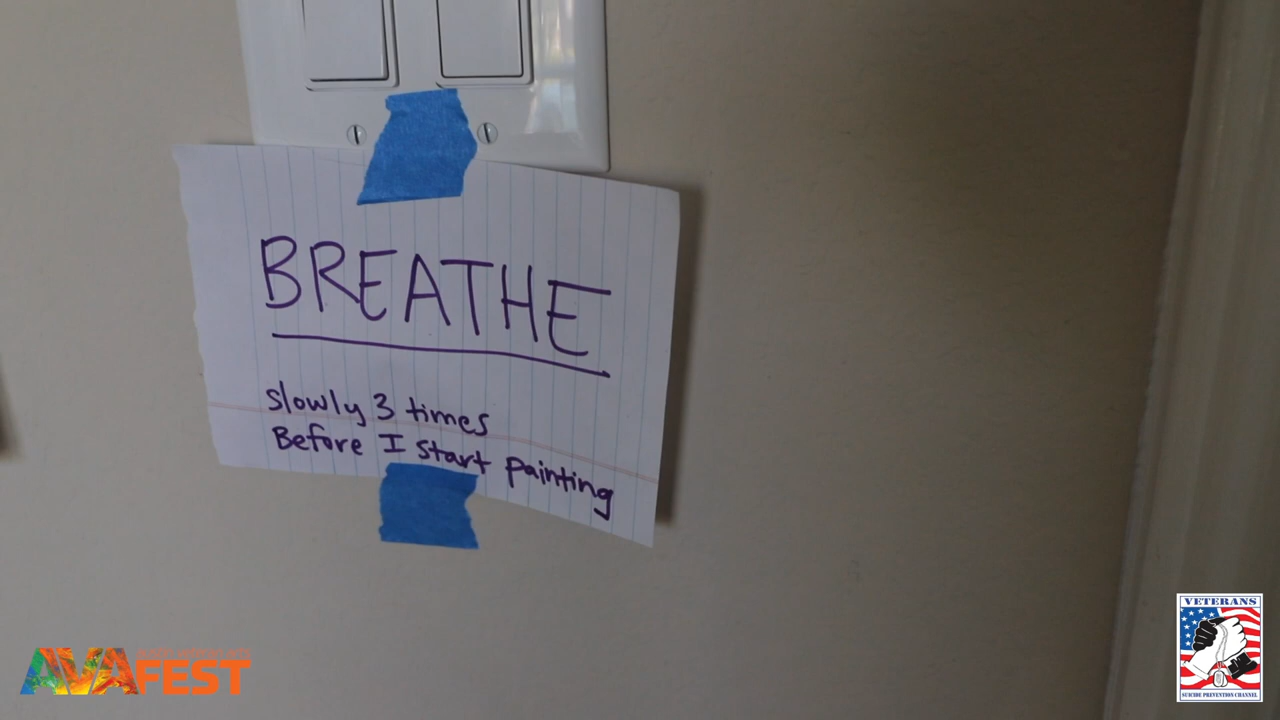 BREATHE
slowly 3 times
Before I start painting
AVAFEST
VETERANS
SUICIDE PREVENTION CHANNEL